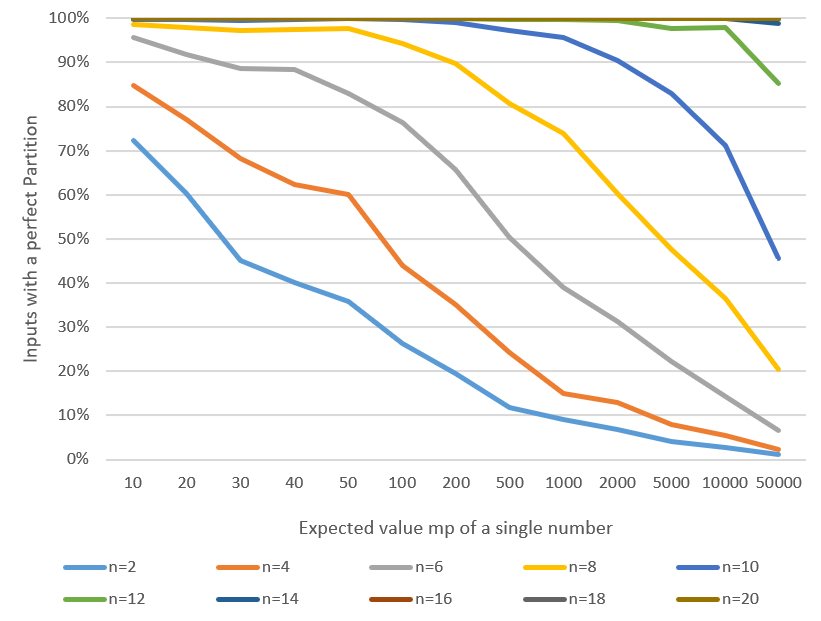 100%
90%
80%
70%
60%
50%
40%
30%
20%
10%
0%
Inputs with a perfect Partition
10 20 30 40 50 100 200 500 1000 2000 5000 10000 50000
Expected value mp of a single number
n=2 n=4 n=6 n=8 n=10
n=12 n=14 n=16 n=18 n=20